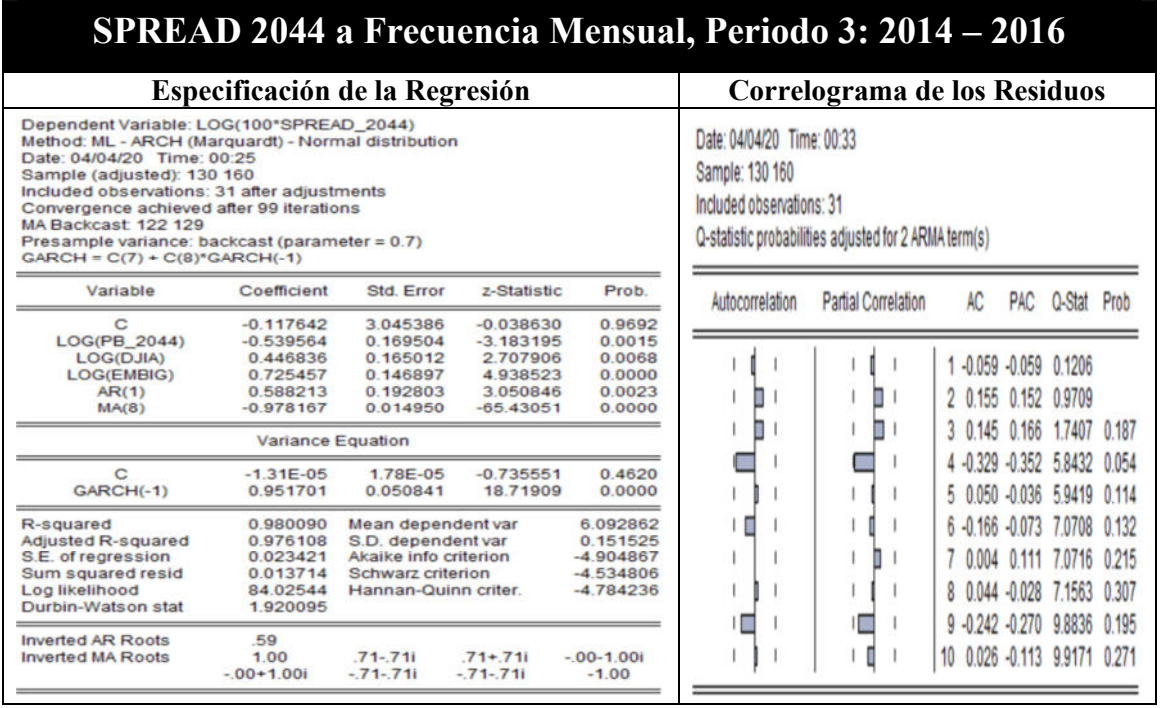 SPREAD 2044 a Frecuencia Mensual, Periodo 3: 2014 – 2016
Especificación de la Regresión
Dependent Variable: LOG(100*SPREAD_2044)
Method: ML - ARCH (Marquardt) - Normal distribution
Date: 04/04/20 Time: 00:25
Sample (adjusted): 130 160
Included observations: 31 after adjustments
Convergence achieved after 99 iterations
MA Backcast: 122 129
Presample variance: backcast (parameter = 0.7)
GARCH = C(7) + C(8)*GARCH(-1)
Variable Coefficient Std. Error z-Statistic Prob.
C -0.117642 3.045386 -0.038630 0.9692
LOG(PB_2044) -0.539564 0.169504 -3.183195 0.0015
LOG(DJIA) 0.446836 0.165012 2.707906 0.0068
LOG(EMBIG) 0.725457 0.146897 4.938523 0.0000
AR(1) 0.588213 0.192803 3.050846 0.0023
MA(8) -0.978167 0.014950 -65.43051 0.0000
Variance Equation
C -1.31E-05 1.78E-05 -0.735551 0.4620
GARCH(-1) 0.951701 0.050841 18.71909 0.0000
R-squared 0.980090 Mean dependent var 6.092862
Adjusted R-squared 0.976108 S.D. dependent var 0.151525
S.E. of regression 0.023421 Akaike info criterion -4.904867
Sum squared resid 0.013714 Schwarz criterion -4.534806
Log likelihood 84.02544 Hannan-Quinn criter. -4.784236
Durbin-Watson stat 1.920095
Inverted AR Roots .59
Inverted MA Roots 1.00 .71-.71i .71+.71i -.00-1.00i
-.00+1.00i -.71-.71i -.71-.71i -1.00
Correlograma de los Residuos
Date: 04/04/20 Time: 00:33
Sample: 130 160
Included observations: 31
Q-statistic probabilities adjusted for 2 ARMA term(s)
Autocorrelation Partial Correlation AC PAC Q-Stat Prob
1 -0.059 -0.059 0.1206
2 0.155 0.152 0.9709
3 0.145 0.166 1.7407 0.187
4 -0.329 -0.352 5.8432 0.054
5 0.050 -0.036 5.9419 0.114
6 -0.166 -0.073 7.0708 0.132
7 0.004 0.111 7.0716 0.215
8 0.044 -0.028 7.1563 0.307
9 -0.242 -0.270 9.8836 0.195
10 0.026 -0.113 9.9171 0.271